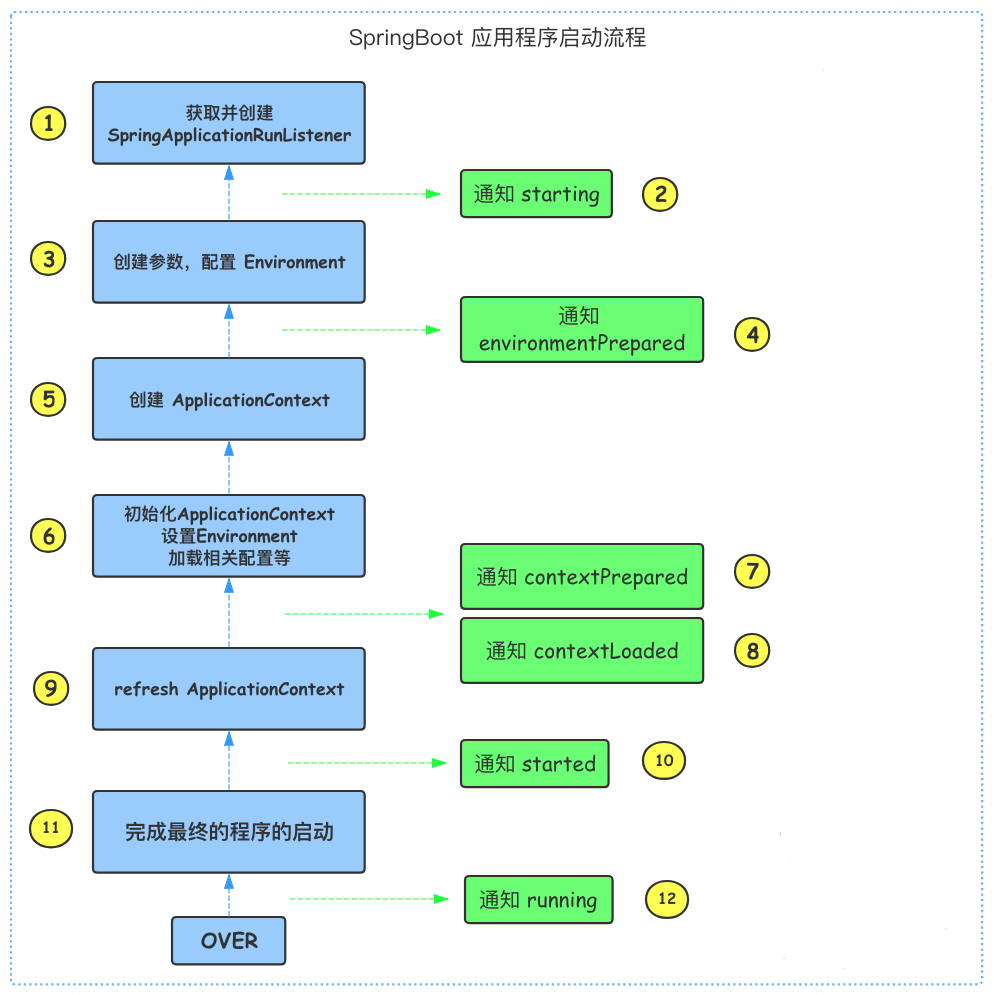 SpringBoot 应用程序启动流程
1
获取并创建
SpringApplicationRunListener
通知 starting
2
3
创建参数，配置 Environment
通知
environmentPrepared
4
5
创建 ApplicationContext
6
初始化ApplicationContext
设置Environment
加载相关配置等
通知 contextPrepared
7
通知 contextLoaded
8
9
refresh ApplicationContext
通知 started
10
11
完成最终的程序的启动
通知 running
12
OVER